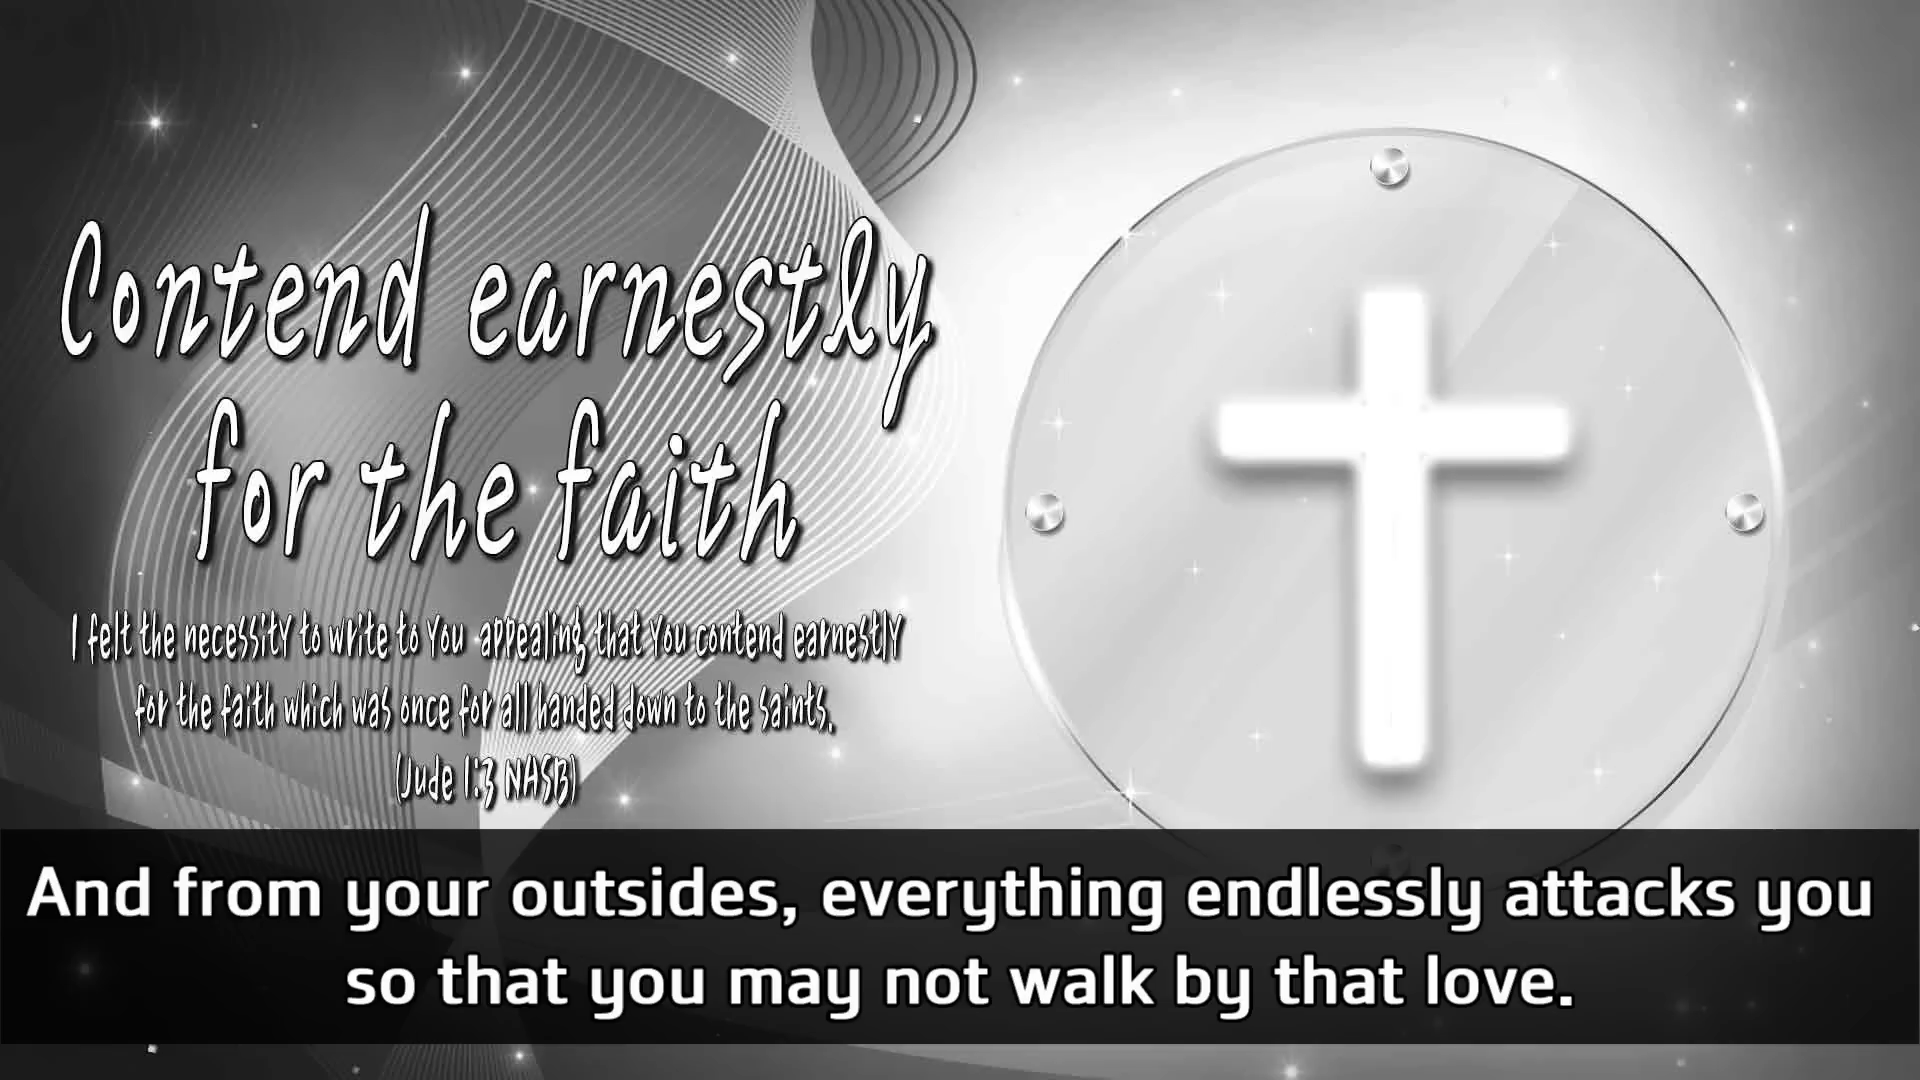 Contend earnestly
for the faith
I felt the necessity to write to you appealing that you contend earnestly
for the faith which was once for all handed down to the saints.
(Jude 1:3 NASB)
And from your outsides, everything endlessly attacks you
so that you may not walk by that love.